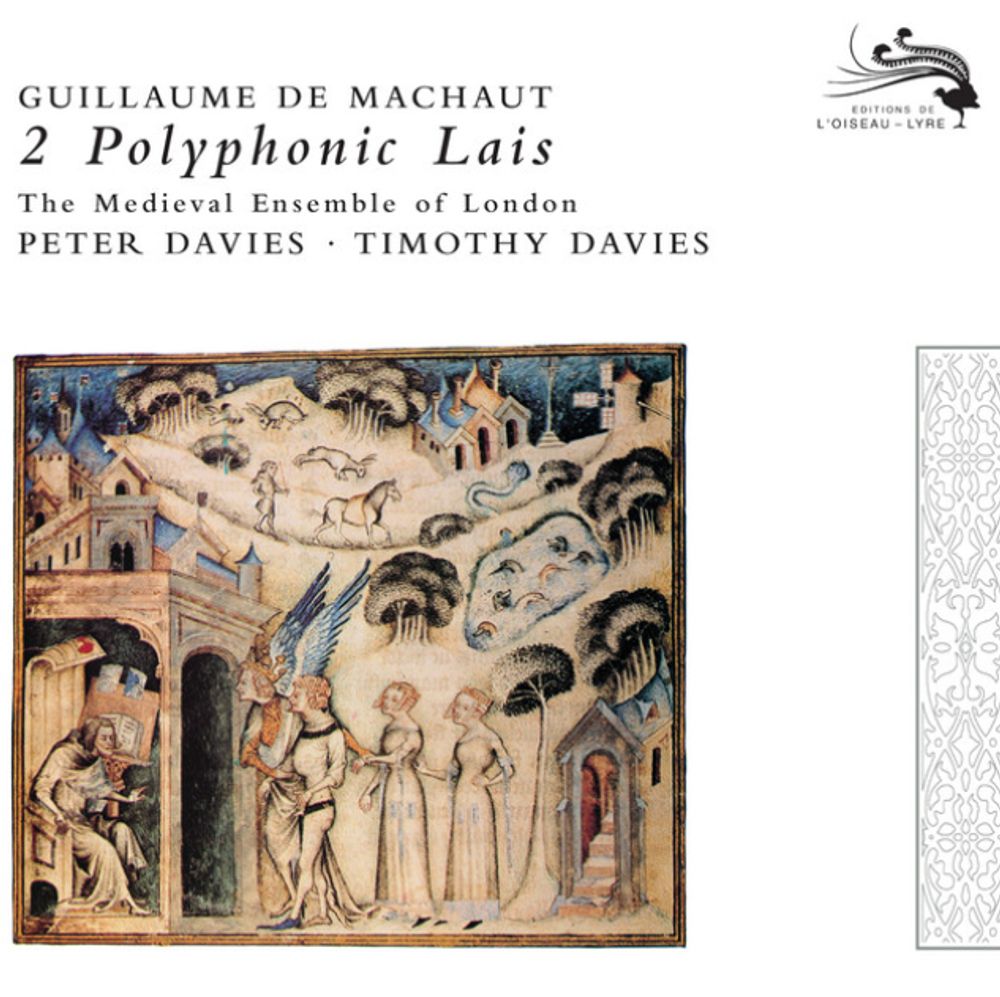 GUILLAUME DE MACHAUT
2 Polyphonic Lais
The Medieval Ensemble of London
PETER DAVIES · TIMOTHY DAVIES
EDITIONS DE
L'OISEAU-LYRE